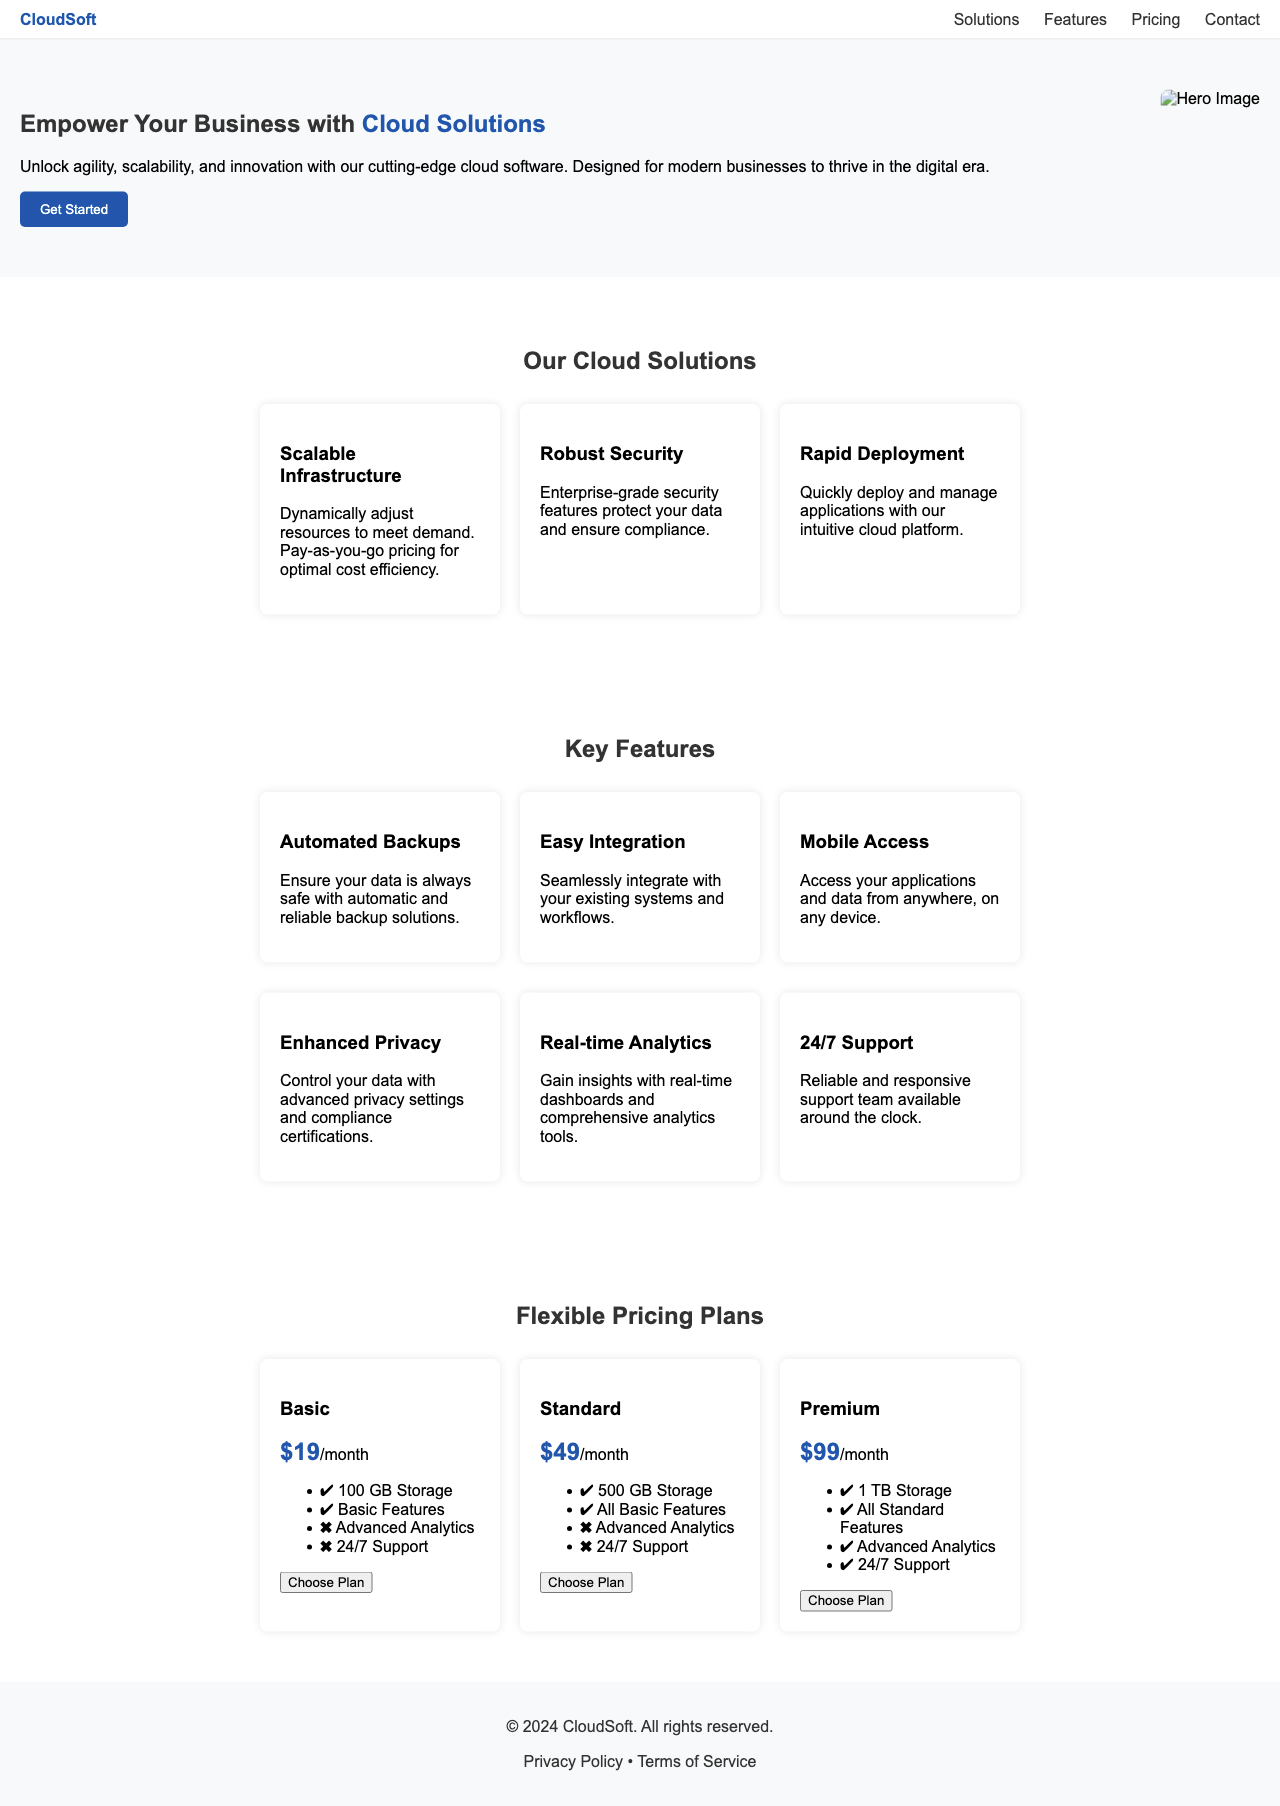 CloudSoft
Solutions Features Pricing Contact
Hero Image
Empower Your Business with Cloud Solutions
Unlock agility, scalability, and innovation with our cutting-edge cloud software. Designed for modern businesses to thrive in the digital era.
Get Started
Our Cloud Solutions
Scalable
Infrastructure
Dynamically adjust
resources to meet demand.
Pay-as-you-go pricing for
optimal cost efficiency.
Robust Security
Enterprise-grade security
features protect your data
and ensure compliance.
Rapid Deployment
Quickly deploy and manage
applications with our
intuitive cloud platform.
Key Features
Automated Backups
Ensure your data is always
safe with automatic and
reliable backup solutions.
Easy Integration
Seamlessly integrate with
your existing systems and
workflows.
Mobile Access
Access your applications
and data from anywhere, on
any device.
Enhanced Privacy
Control your data with
advanced privacy settings
and compliance
certifications.
Real-time Analytics
Gain insights with real-time
dashboards and
comprehensive analytics
tools.
24/7 Support
Reliable and responsive
support team available
around the clock.
Flexible Pricing Plans
Basic
$19/month
• ✔ 100 GB Storage
• ✔ Basic Features
• ✖ Advanced Analytics
• ✖ 24/7 Support
Choose Plan
Standard
$49/month
• ✔ 500 GB Storage
• ✔ All Basic Features
• ✖ Advanced Analytics
• ✖ 24/7 Support
Choose Plan
Premium
$99/month
• ✔ 1 TB Storage
• ✔ All Standard
Features
• ✔ Advanced Analytics
• ✔ 24/7 Support
Choose Plan
© 2024 CloudSoft. All rights reserved.
Privacy Policy • Terms of Service